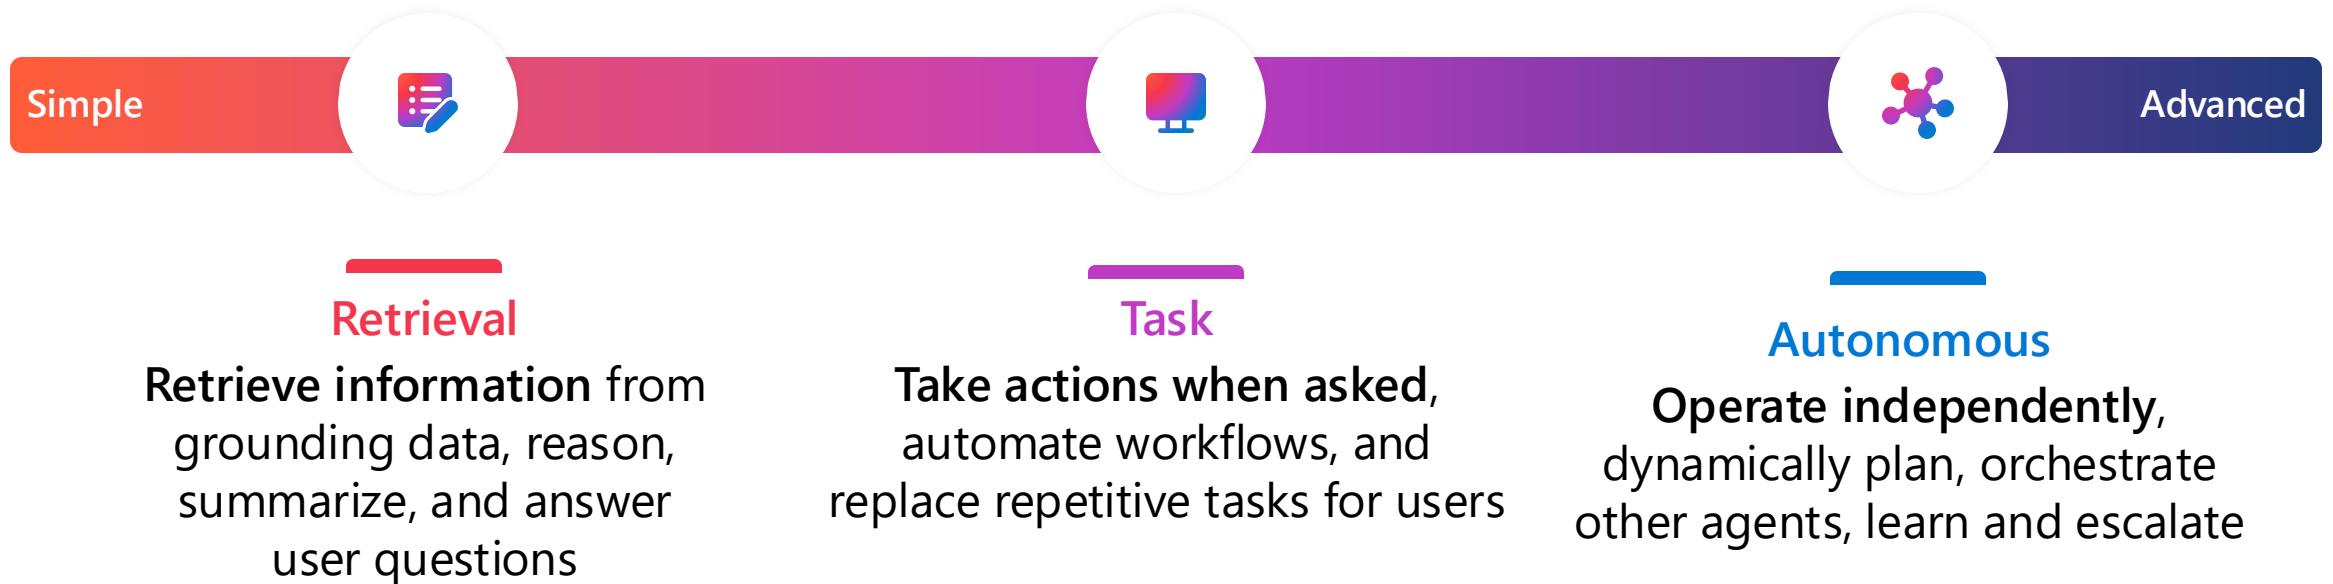 Simple
Advanced
Retrieval
Retrieve information from
grounding data, reason,
summarize, and answer
user questions
Task
Take actions when asked,
automate workflows, and
replace repetitive tasks for users
Autonomous
Operate independently,
dynamically plan, orchestrate
other agents, learn and escalate